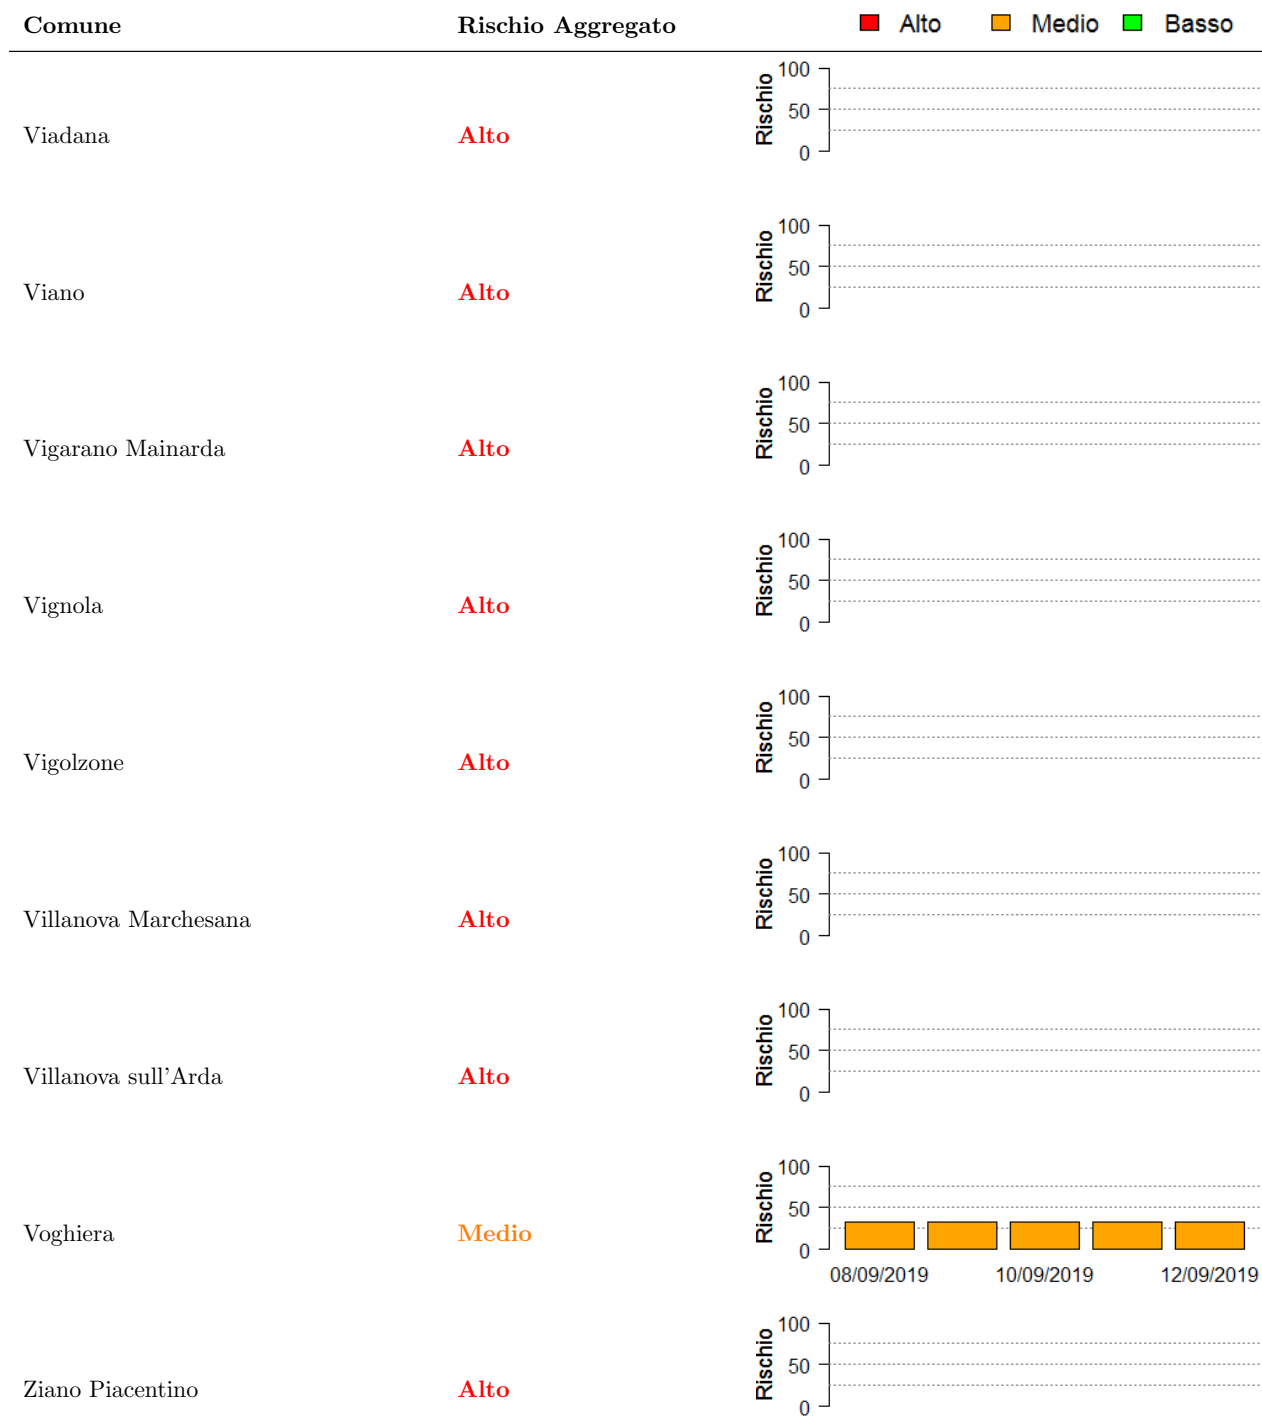 Comune Rischio Aggregato Alto Medio Basso
100
50
0
Rischio
Viadana Alto
100
50
0
Rischio
Viano Alto
100
50
0
Rischio
Vigarano Mainarda Alto
100
50
0
Rischio
Vignola Alto
100
50
0
Rischio
Vigolzone Alto
100
50
0
Rischio
Villanova Marchesana Alto
100
50
0
Rischio
Villanova sull'Arda Alto
100
50
0
Rischio
Voghiera Medio
08/09/2019 10/09/2019 12/09/2019
100
50
0
Rischio
Ziano Piacentino Alto